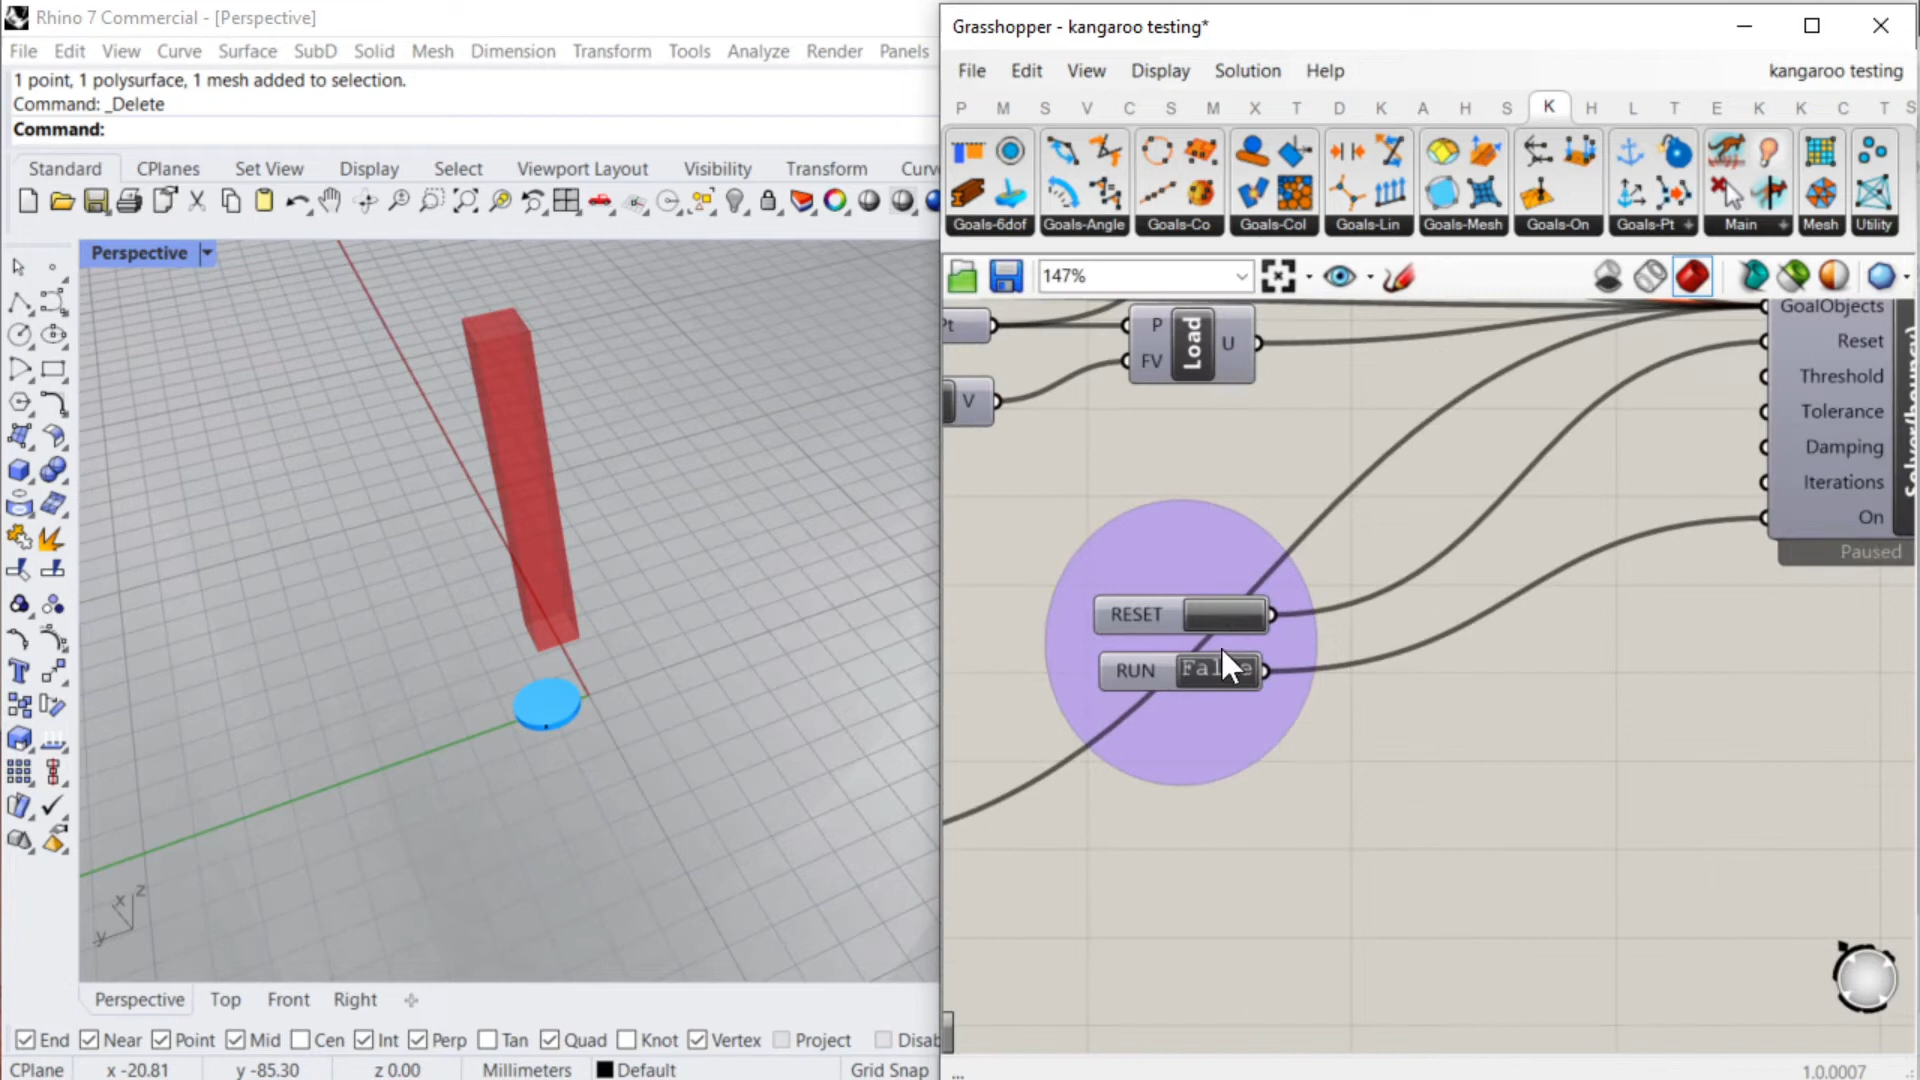 Rhino 7 Commercial - [Perspective]
File Edit View Curve Surface SubD Solid Mesh Dimension Transform Tools Analyze Render Panels
1 point, 1 polysurface, 1 mesh added to selection.
Command: _Delete
Command:
Standard CPlanes Set View Display Select Viewport Layout Visibility Transform Curv
Perspective
x z
y
Perspective Top Front Right
End Near Point Mid Cen Int Perp Tan Quad Knot Vertex Project Disab
CPlane x -20.81 y -85.30 z 0.00 Millimeters Default Grid Snap
Grasshopper - kangaroo testing*
File Edit View Display Solution Help kangaroo testing
P M S V C S M X T D K A H S K H L T E K K C T S
Goals-6dof Goals-Angle Goals-Co Goals-Col Goals-Lin Goals-Mesh Goals-On Goals-Pt Main Mesh Utility
147%
Pt P Load U
FV
V
GoalObjects
Reset
Threshold
Tolerance
Damping
Iterations
On
Paused
RESET
RUN False
... 1.0.0007